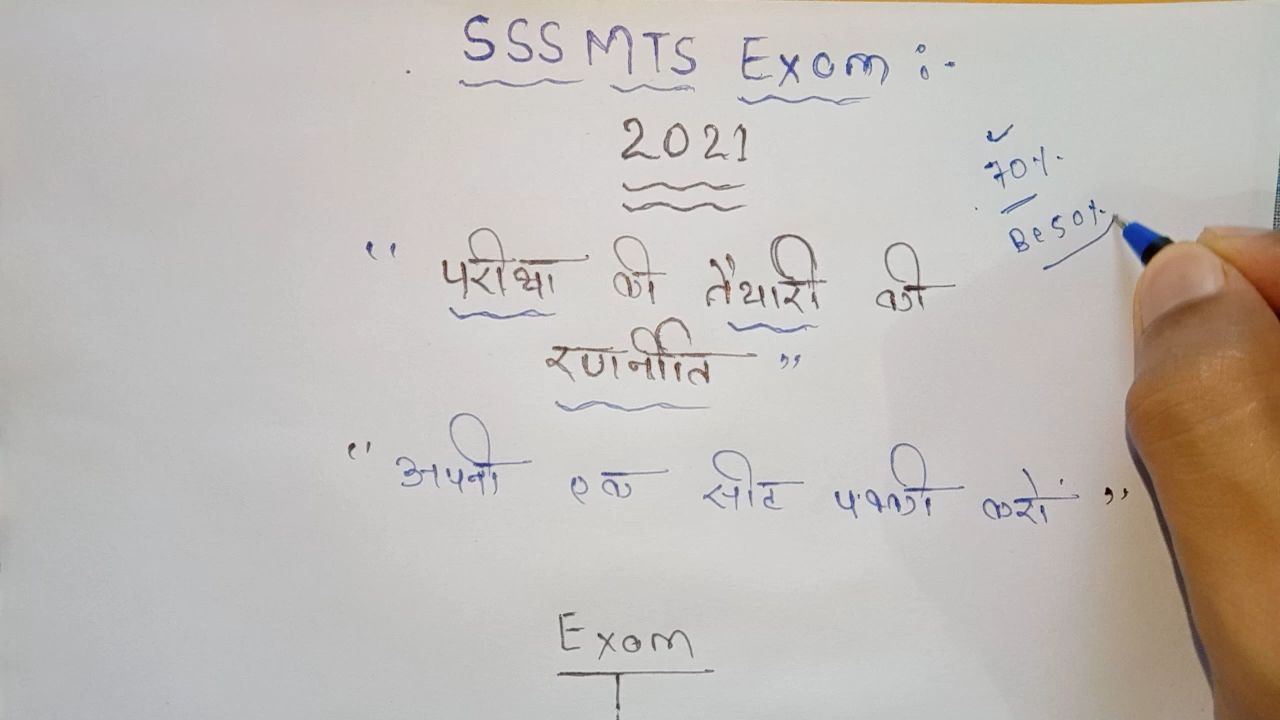 SSS MTS Exam :-
2021
70%.
Be 50%.
" परीक्षा की तैयारी की
रणनीति "
" अपनी एक सीट पक्की करों "
Exam